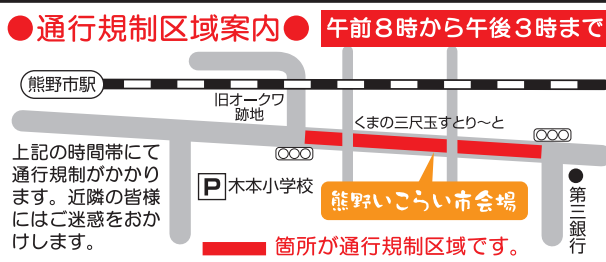 ●通行規制区域案内●
午前8時から午後3時まで
熊野市駅
旧オークワ
跡地
くまの三尺玉すとり～と
上記の時間帯にて
通行規制がかかり
ます。近隣の皆様
にはご迷惑をおか
けします。
P 木本小学校
熊野いこらい市会場
第三銀行
箇所が通行規制区域です。